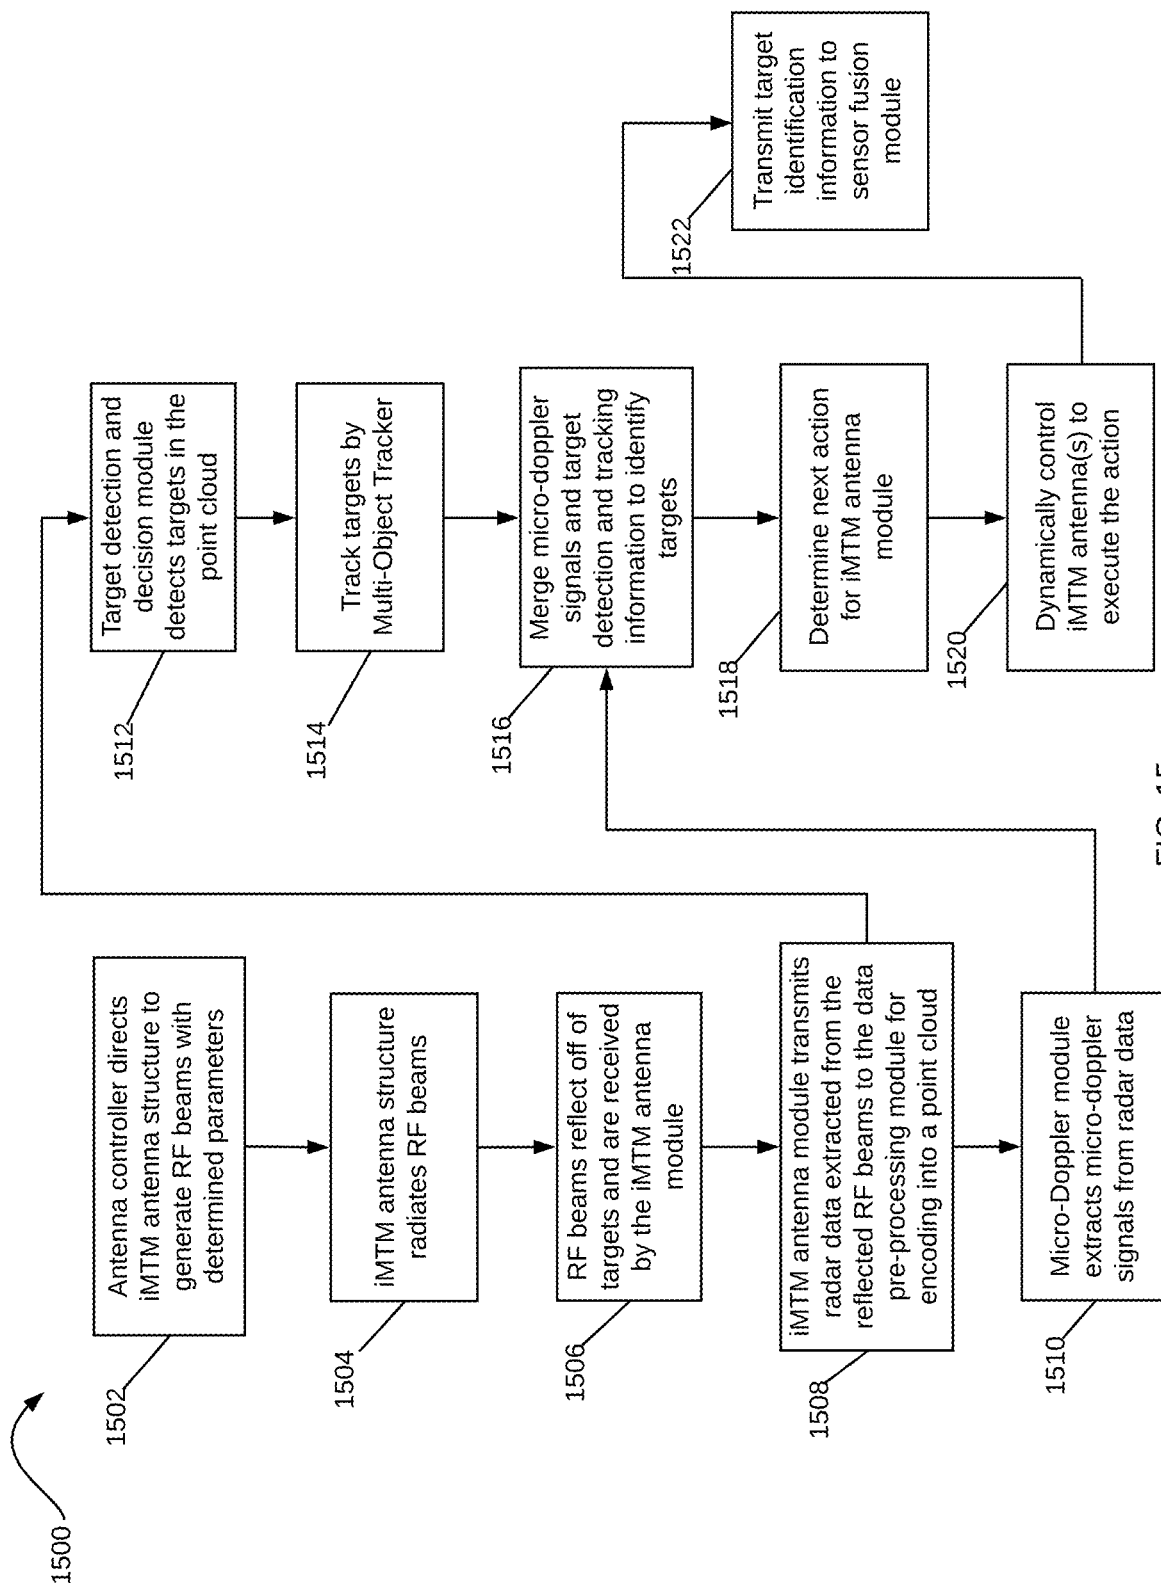 1500
1502
Antenna controller directs
iMTM antenna structure to
generate RF beams with
determined parameters
1504
iMTM antenna structure
radiates RF beams
1506
RF beams reflect off of
targets and are received
by the iMTM antenna
module
1508
iMTM antenna module transmits
radar data extracted from the
reflected RF beams to the data
pre-processing module for
encoding into a point cloud
1510
Micro-Doppler module
extracts micro-doppler
signals from radar data
1512
Target detection and
decision module
detects targets in the
point cloud
1514
Track targets by
Multi-Object Tracker
1516
Merge micro-doppler
signals and target
detection and tracking
information to identify
targets
1518
Determine next action
for iMTM antenna
module
1520
Dynamically control
iMTM antenna(s) to
execute the action
1522
Transmit target
identification
information to
sensor fusion
module